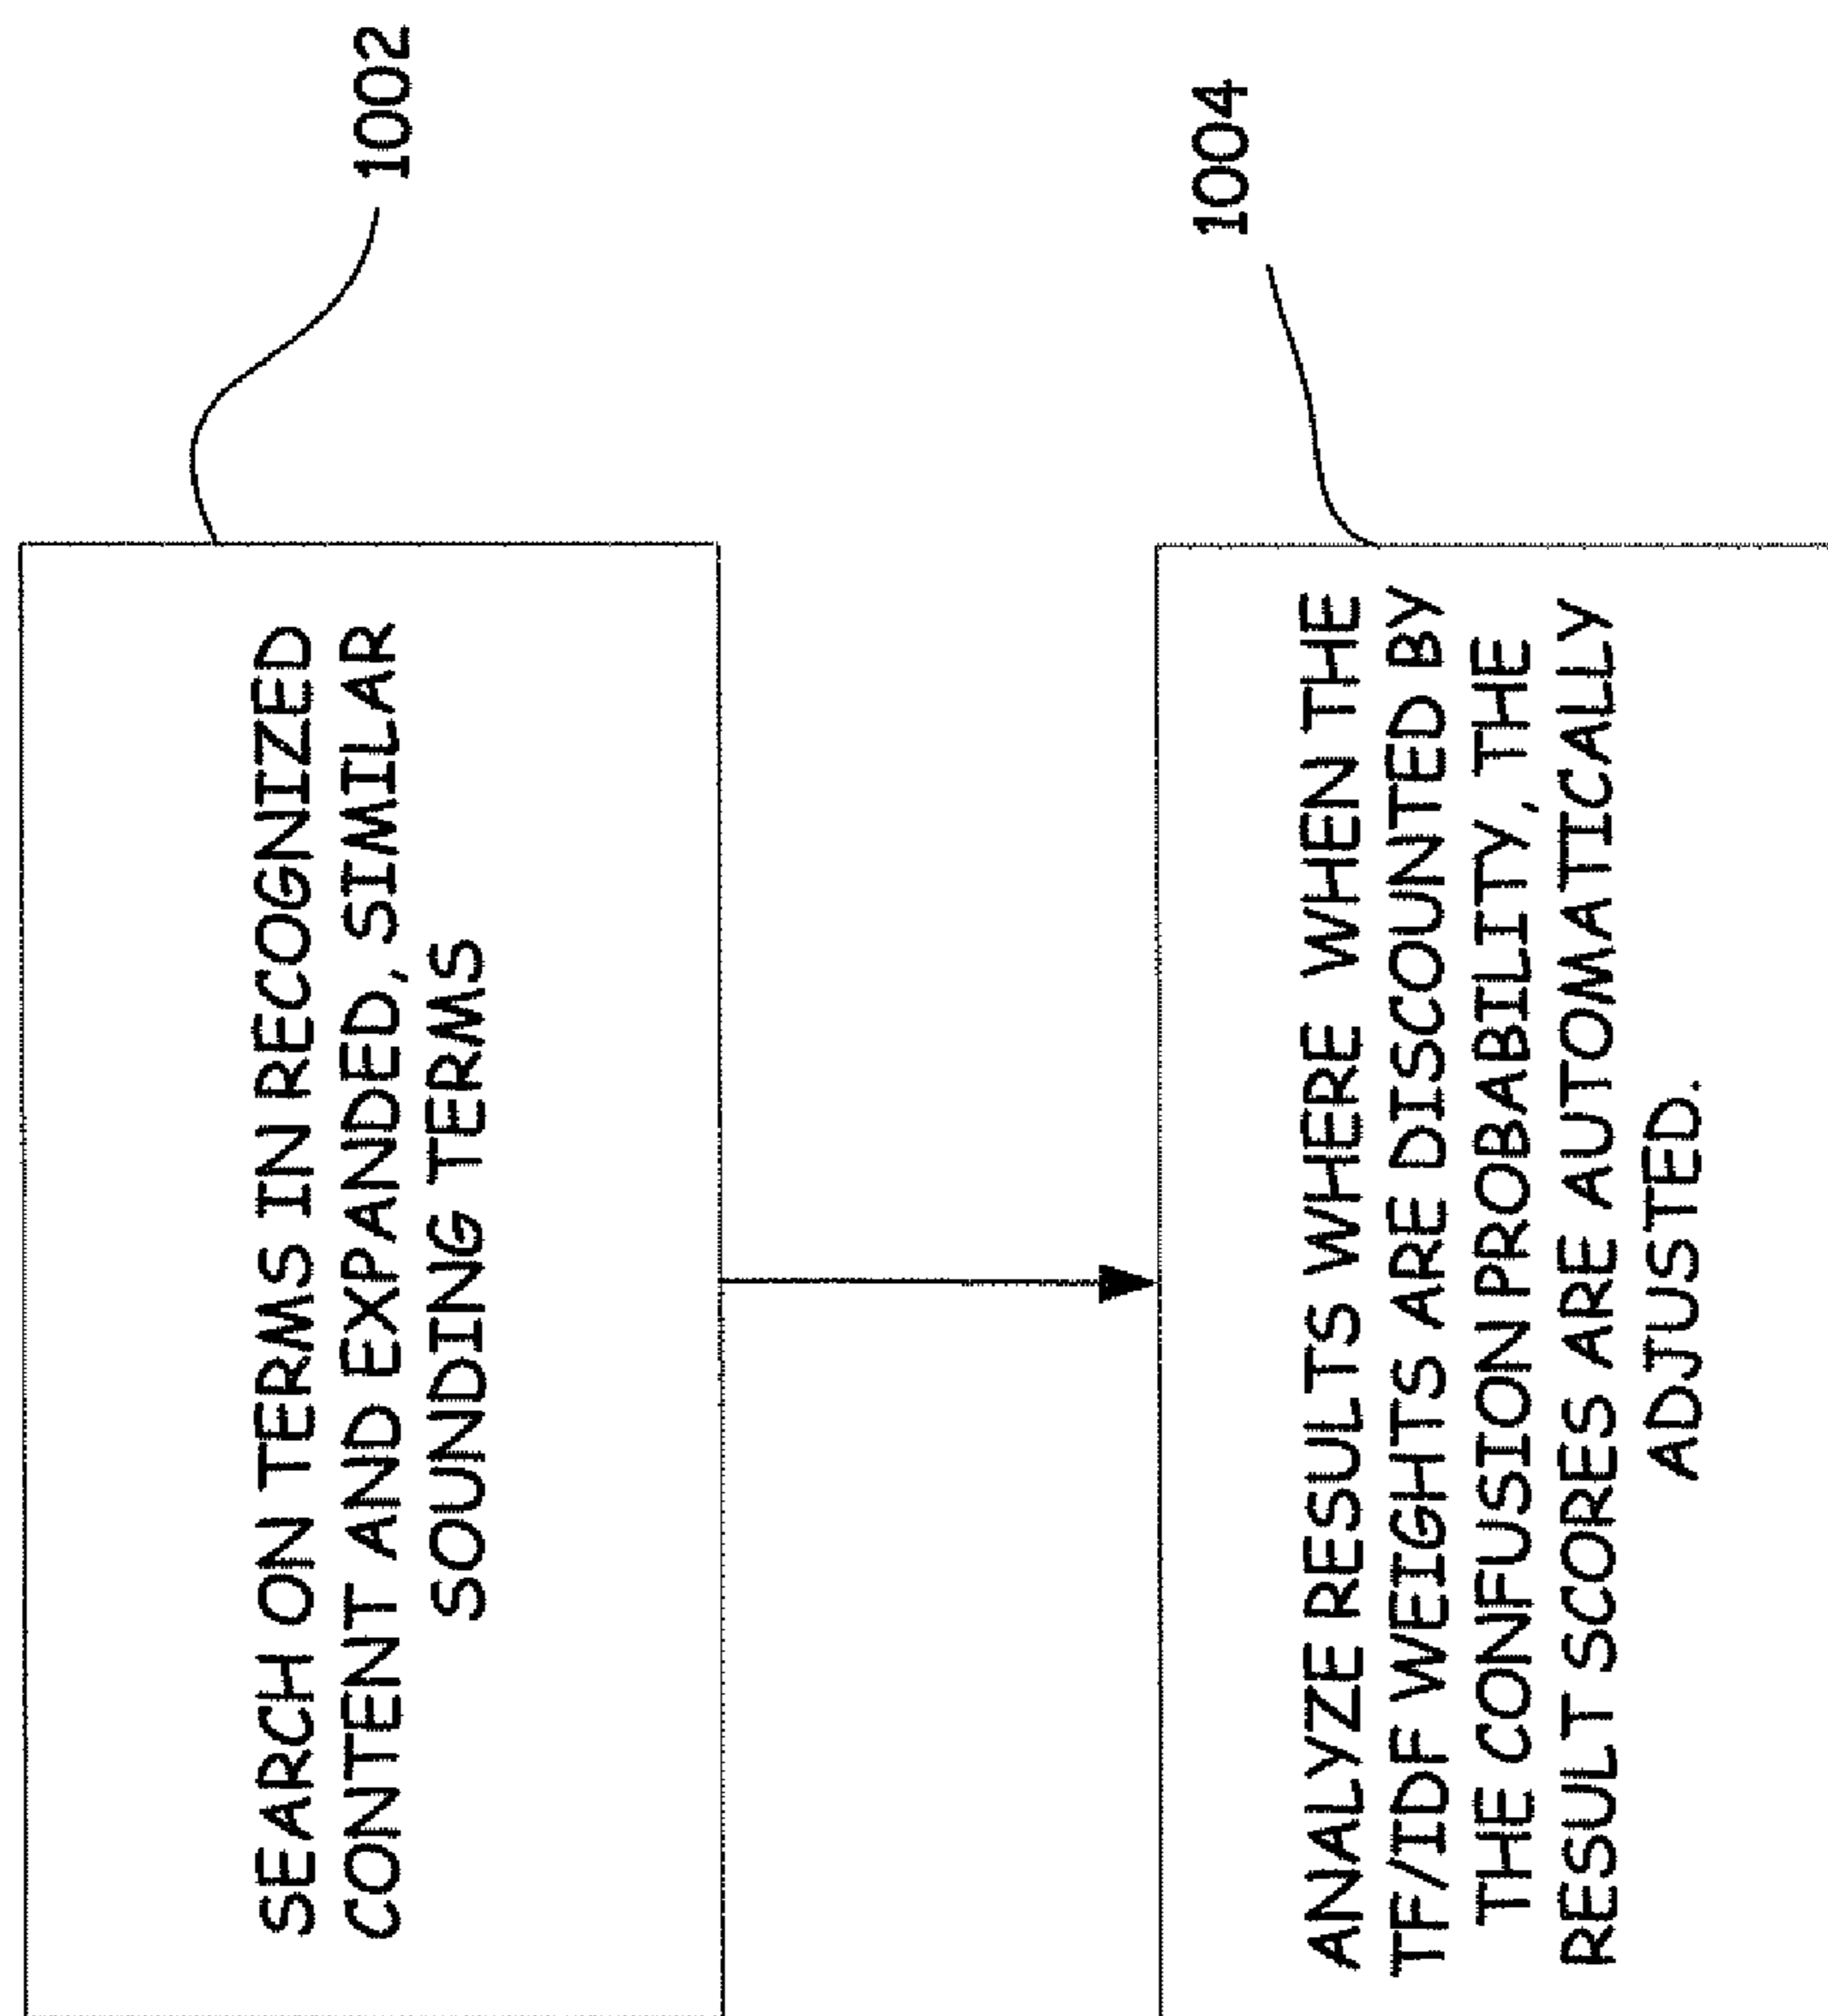 SEARCH ON TERMS IN RECOGNIZED
CONTENT AND EXPANDED, SIMILAR
SOUNDING TERMS
1002
ANALYZE RESULTS WHERE WHEN THE
TF/IDF WEIGHTS ARE DISCOUNTED BY
THE CONFUSION PROBABILITY, THE
RESULT SCORES ARE AUTOMATICALLY
ADJUSTED.
1004